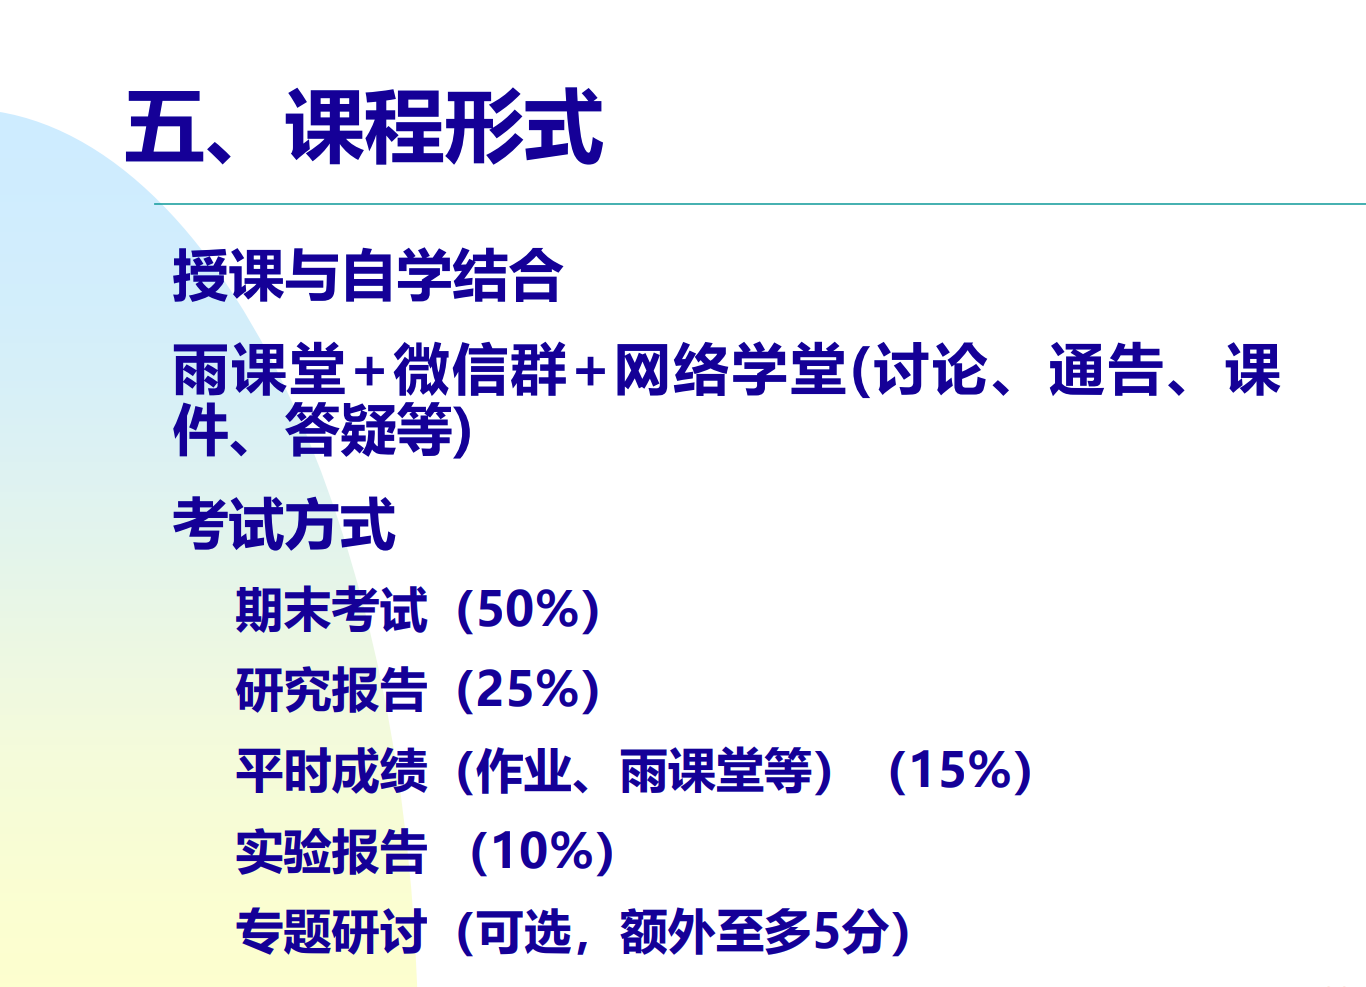 五、课程形式
授课与自学结合
雨课堂+微信群+网络学堂(讨论、通告、课
件、答疑等)
考试方式
期末考试（50%）
研究报告（25%）
平时成绩（作业、雨课堂等）（15%）
实验报告 （10%）
专题研讨（可选，额外至多5分）